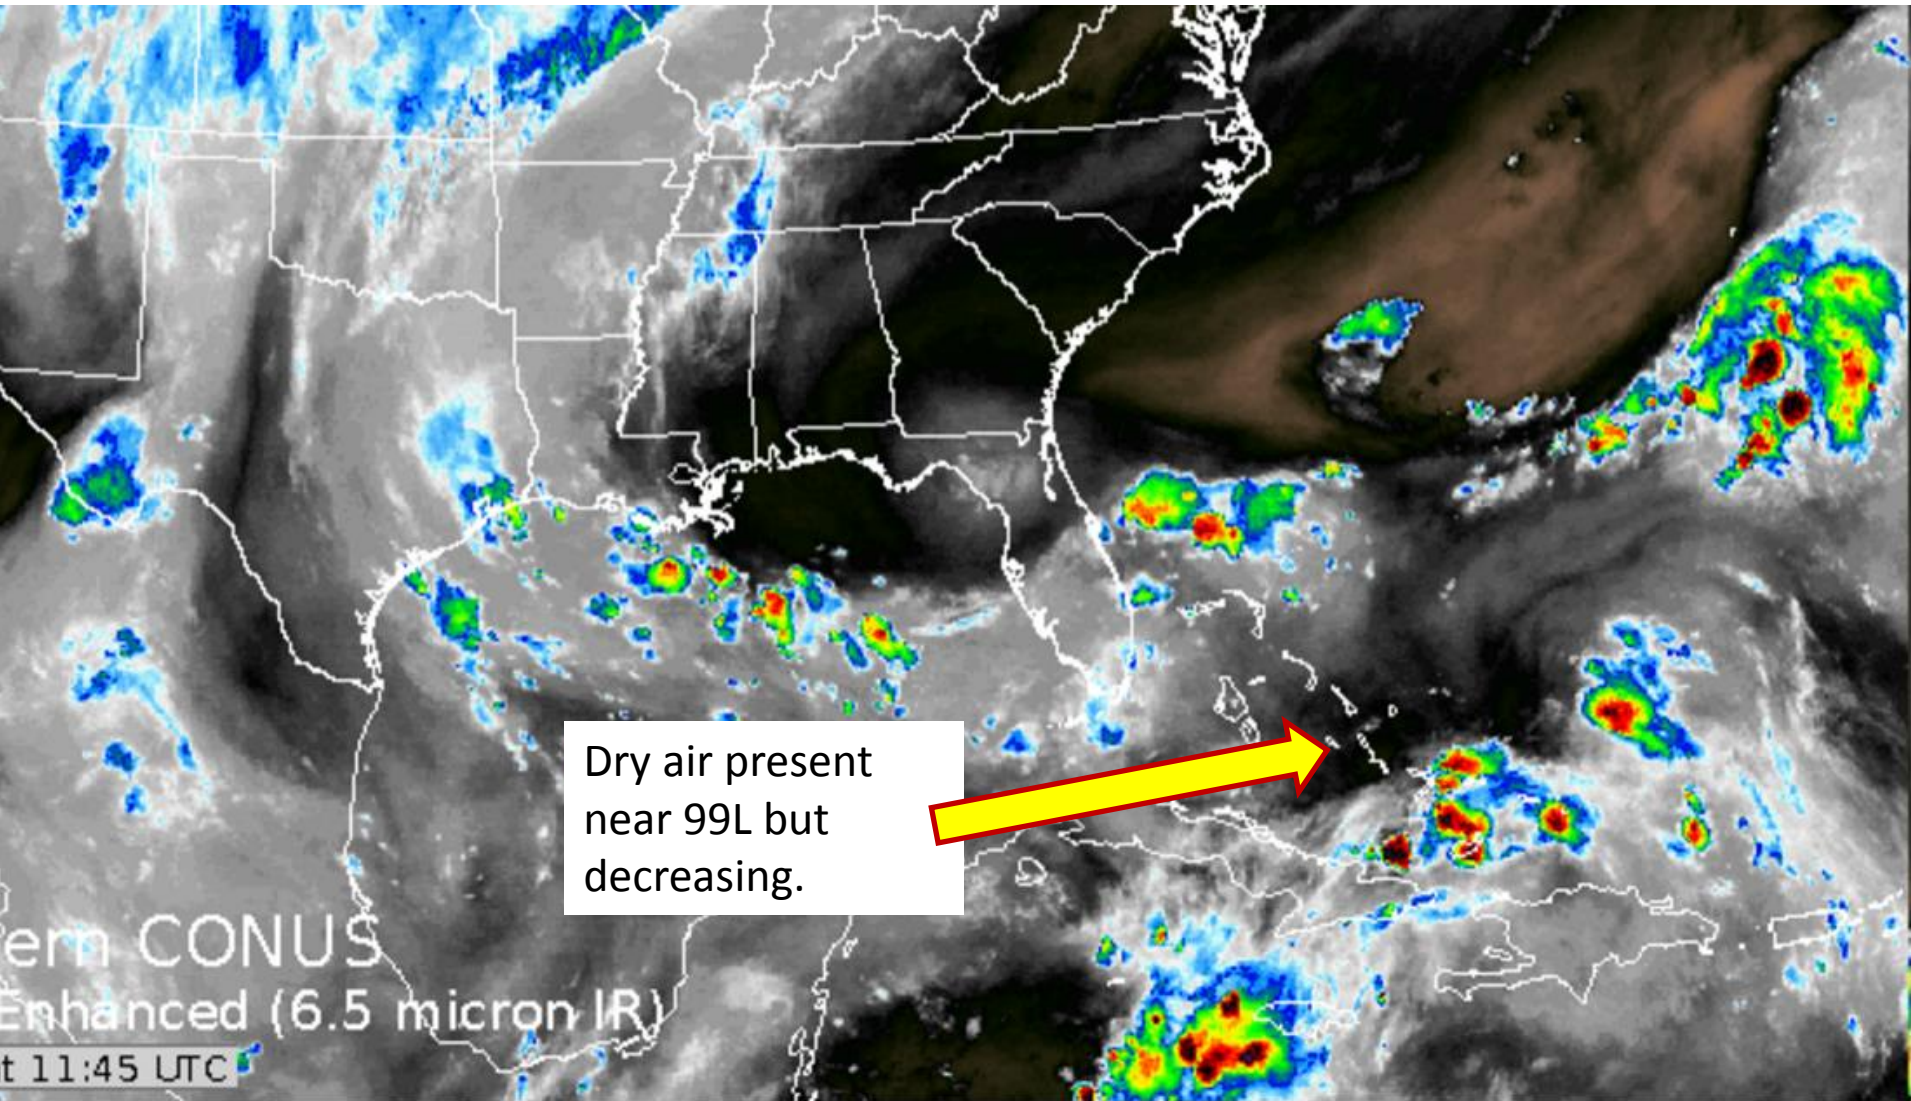 Dry air present
near 99L but
decreasing.
ern CONUS
Enhanced (6.5 micron IR)
t 11:45 UTC